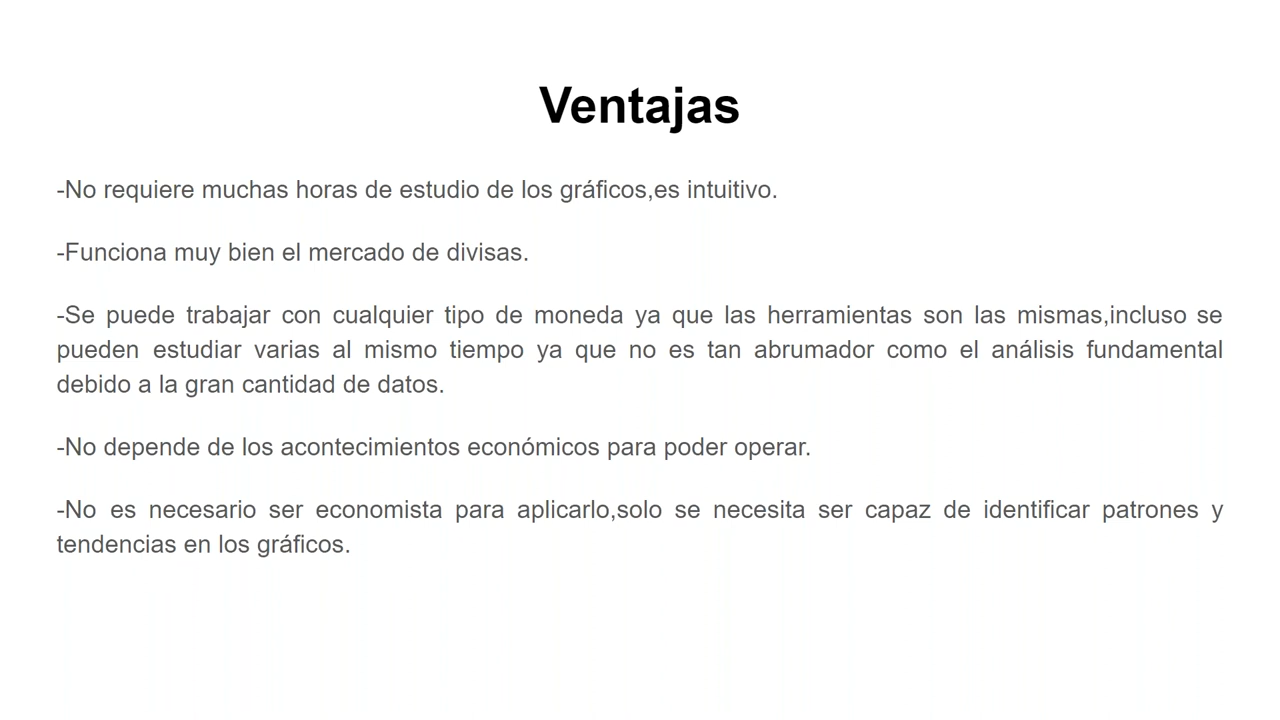 Ventajas
-No requiere muchas horas de estudio de los gráficos,es intuitivo.
-Funciona muy bien el mercado de divisas.
-Se puede trabajar con cualquier tipo de moneda ya que las herramientas son las mismas,incluso se
pueden estudiar varias al mismo tiempo ya que no es tan abrumador como el análisis fundamental
debido a la gran cantidad de datos.
-No depende de los acontecimientos económicos para poder operar.
-No es necesario ser economista para aplicarlo,solo se necesita ser capaz de identificar patrones y
tendencias en los gráficos.